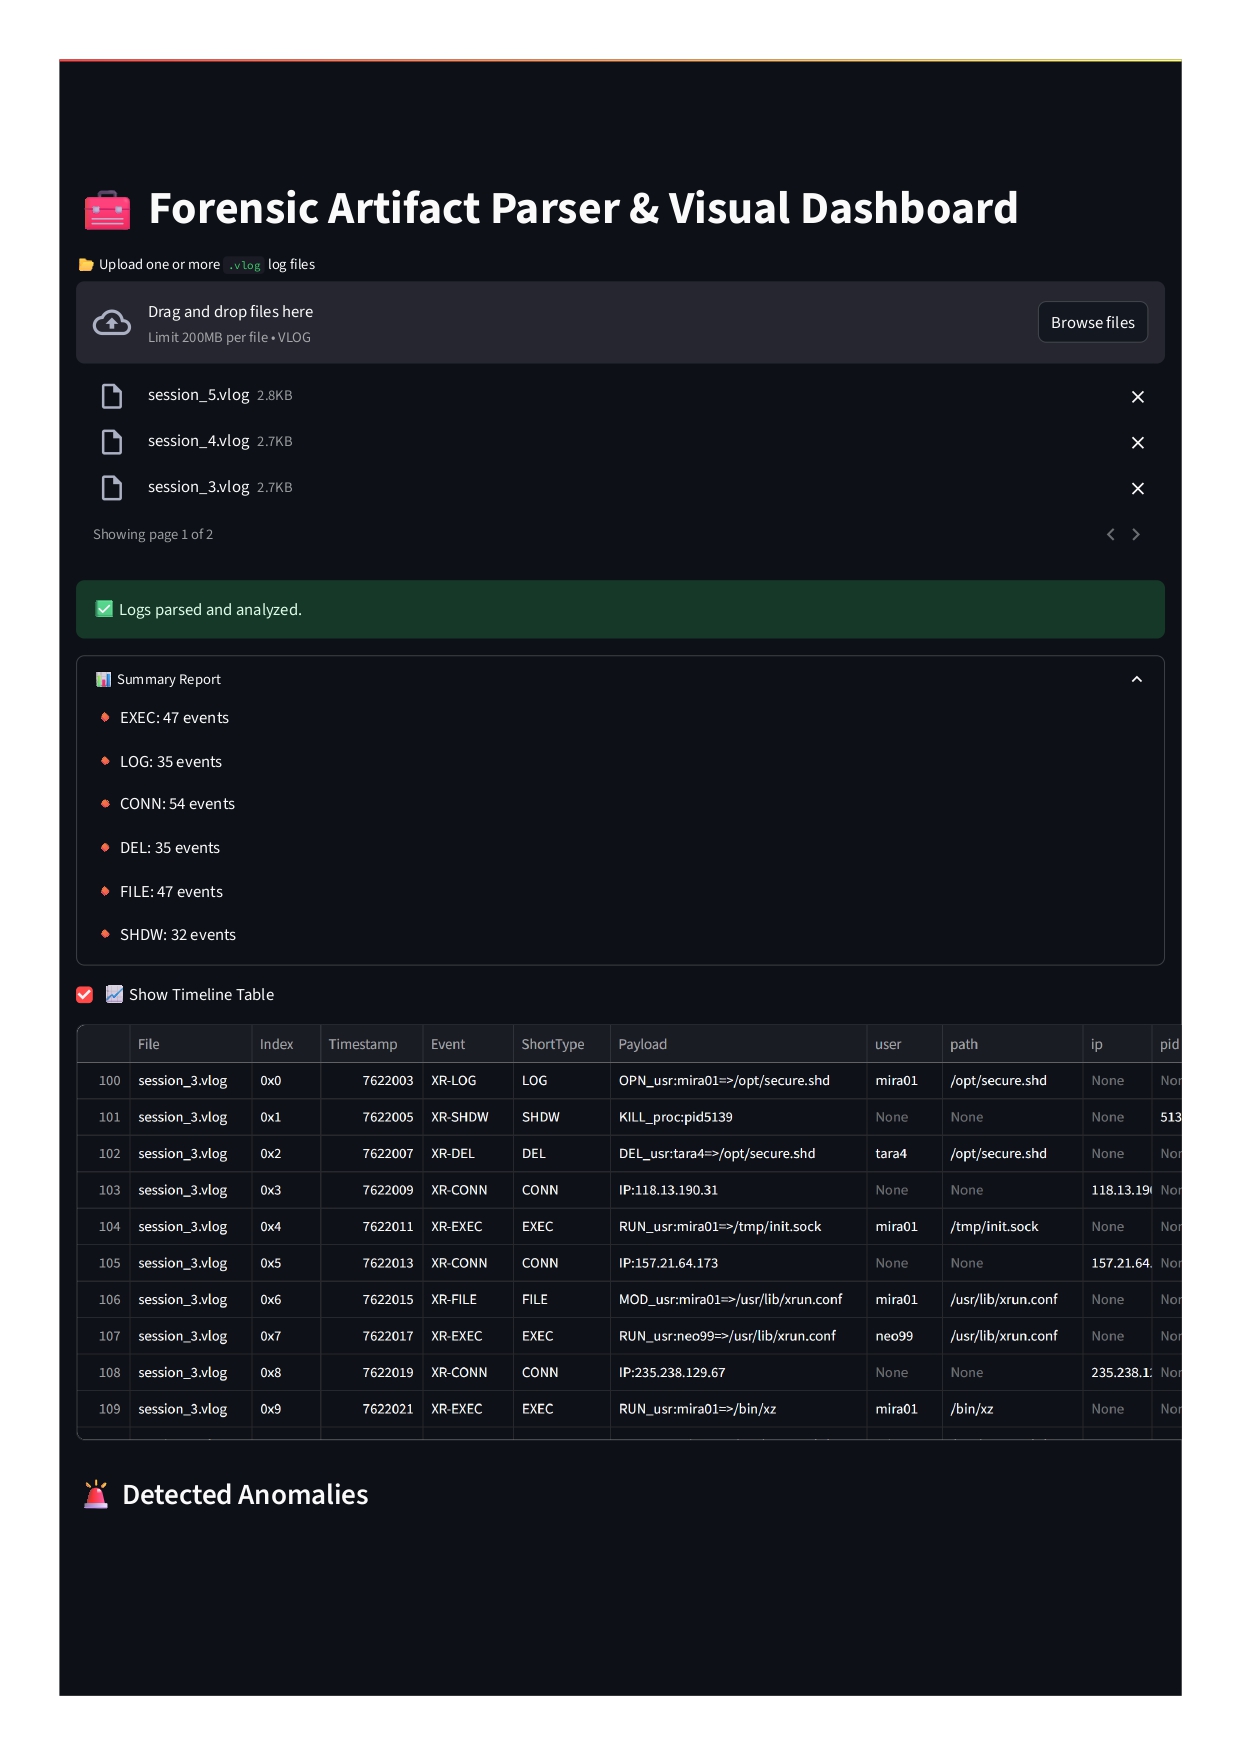 Forensic Artifact Parser & Visual Dashboard
Upload one or more .vlog log files
Drag and drop files here
Limit 200MB per file • VLOG
Browse files
session_5.vlog 2.8KB
session_4.vlog 2.7KB
session_3.vlog 2.7KB
Showing page 1 of 2
Logs parsed and analyzed.
Summary Report
EXEC: 47 events
LOG: 35 events
CONN: 54 events
DEL: 35 events
FILE: 47 events
SHDW: 32 events
Show Timeline Table
File Index Timestamp Event ShortType Payload user path ip pid
100 session_3.vlog 0x0 7622003 XR-LOG LOG OPN_usr:mira01=>/opt/secure.shd mira01 /opt/secure.shd None
101 session_3.vlog 0x1 7622005 XR-SHDW SHDW KILL_proc:pid5139 None None None 513
102 session_3.vlog 0x2 7622007 XR-DEL DEL DEL_usr:tara4=>/opt/secure.shd tara4 /opt/secure.shd None
103 session_3.vlog 0x3 7622009 XR-CONN CONN IP:118.13.190.31 None None 118.13.19
104 session_3.vlog 0x4 7622011 XR-EXEC EXEC RUN_usr:mira01=>/tmp/init.sock mira01 /tmp/init.sock None
105 session_3.vlog 0x5 7622013 XR-CONN CONN IP:157.21.64.173 None None 157.21.64.
106 session_3.vlog 0x6 7622015 XR-FILE FILE MOD_usr:mira01=>/usr/lib/xrun.conf mira01 /usr/lib/xrun.conf None
107 session_3.vlog 0x7 7622017 XR-EXEC EXEC RUN_usr:neo99=>/usr/lib/xrun.conf neo99 /usr/lib/xrun.conf None
108 session_3.vlog 0x8 7622019 XR-CONN CONN IP:235.238.129.67 None None 235.238.1
109 session_3.vlog 0x9 7622021 XR-EXEC EXEC RUN_usr:mira01=>/bin/xz mira01 /bin/xz None
Detected Anomalies